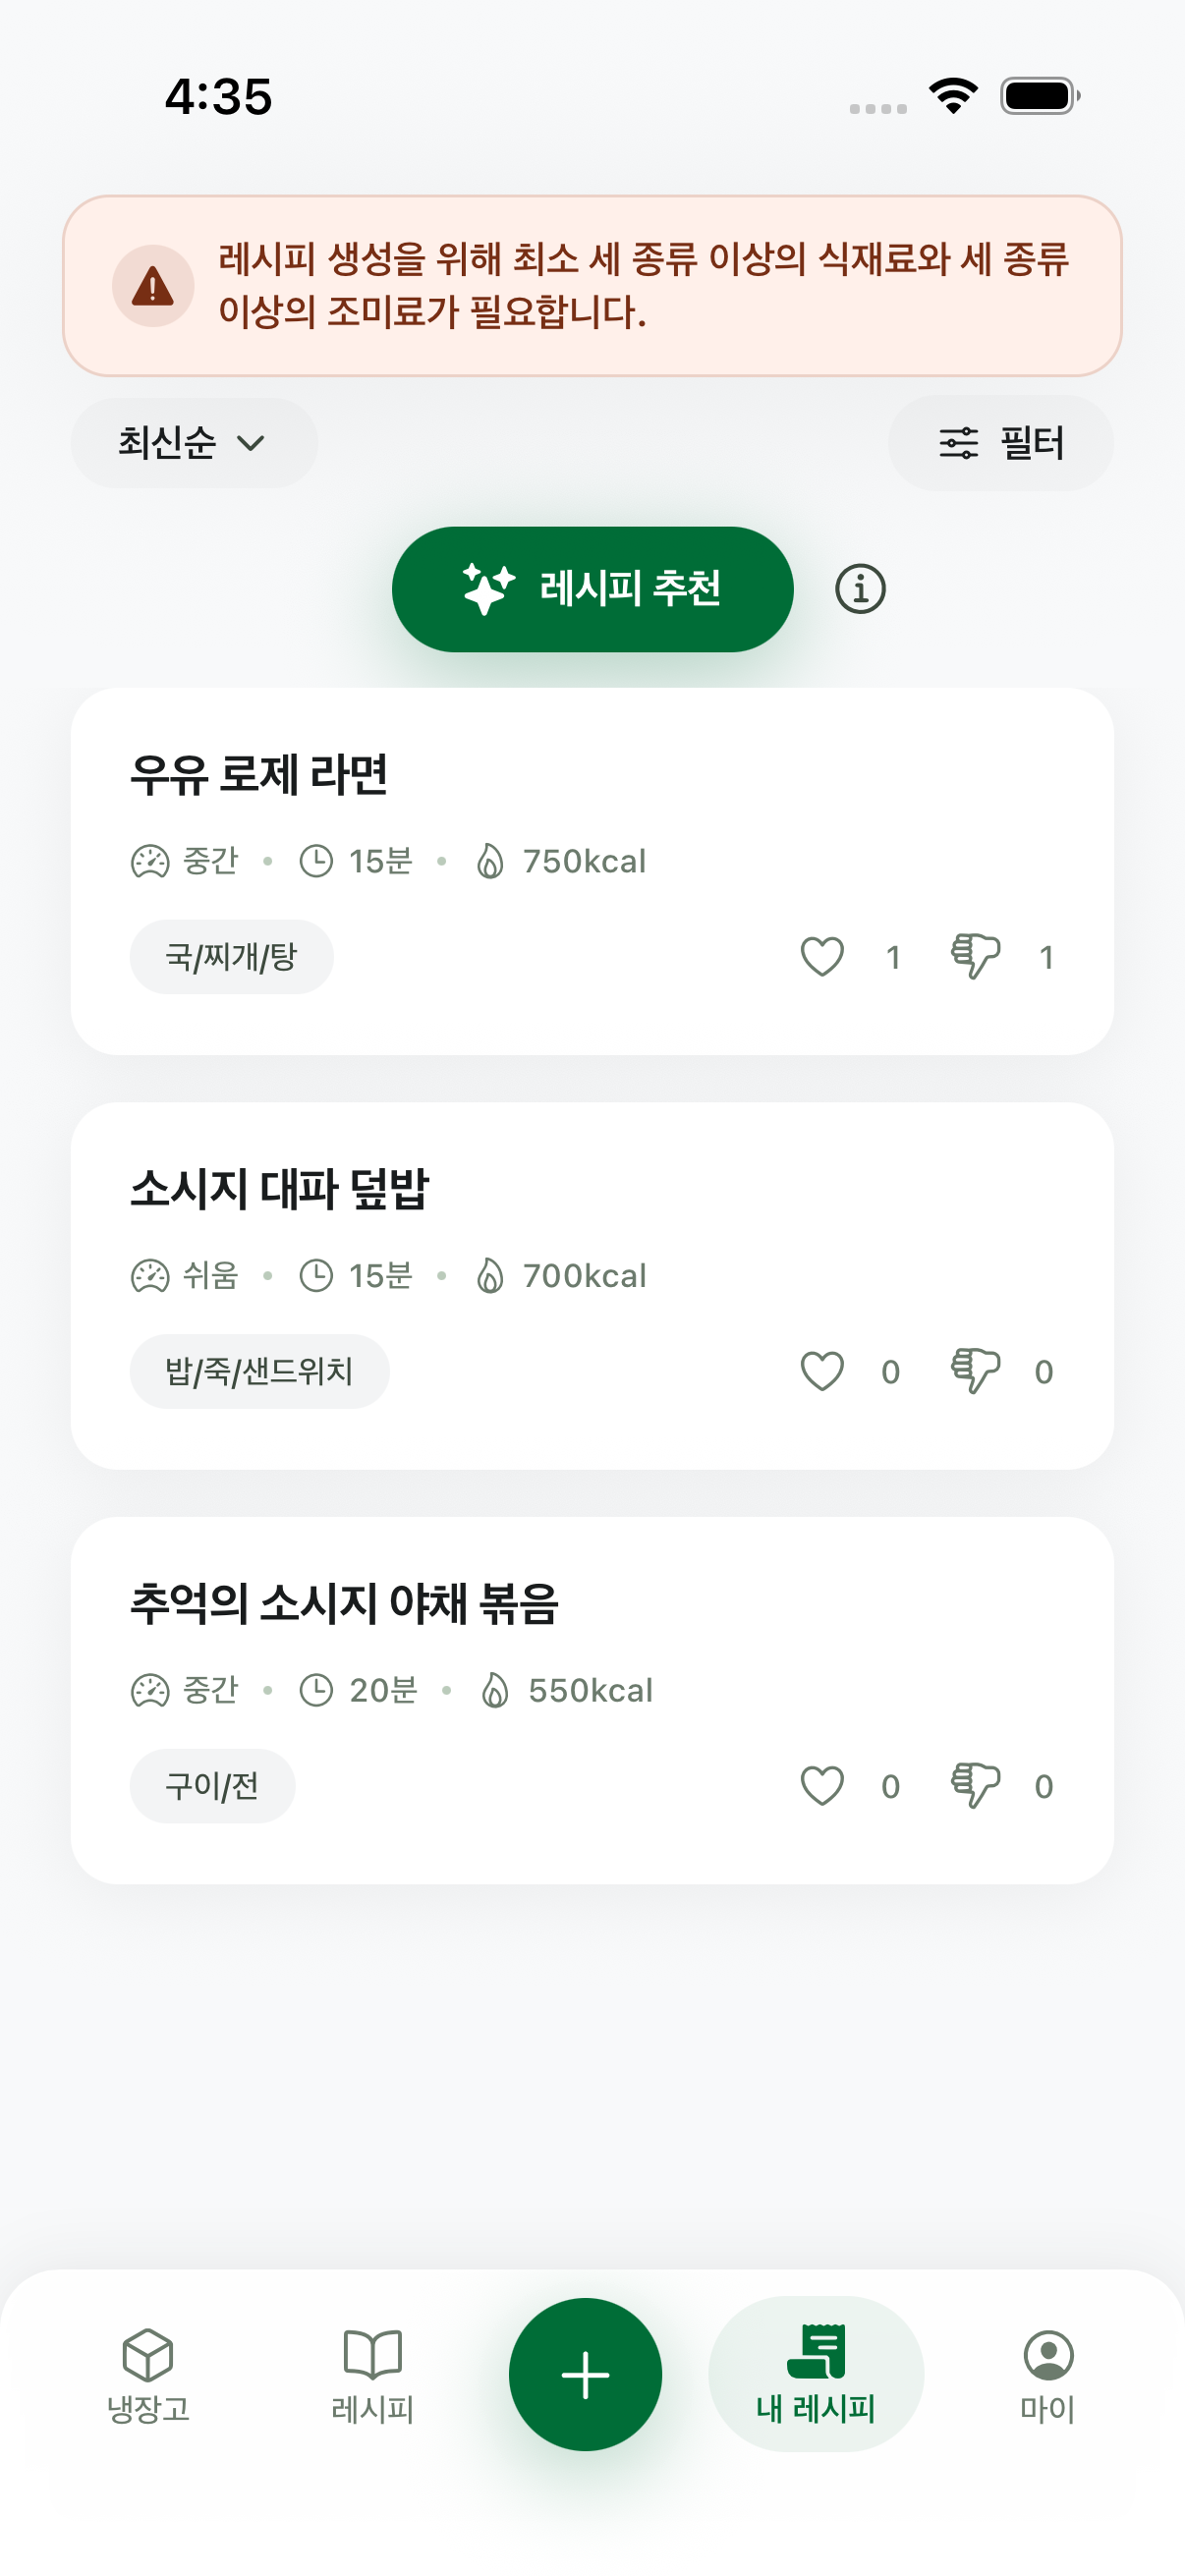 4:35
레시피 생성을 위해 최소 세 종류 이상의 식재료와 세 종류
이상의 조미료가 필요합니다.
최신순
필터
레시피 추천
우유 로제 라면
중간 • 15분 • 750kcal
국/찌개/탕
1
1
소시지 대파 덮밥
쉬움 • 15분 • 700kcal
밥/죽/샌드위치
0
0
추억의 소시지 야채 볶음
중간 • 20분 • 550kcal
구이/전
0
0
냉장고
레시피
내 레시피
마이